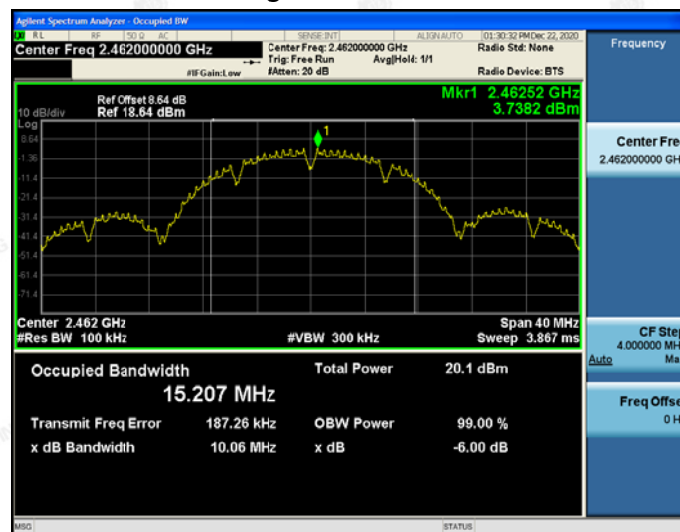 Agilent Spectrum Analyzer - Occupied BW
RL RF 50 Ω AC SENSE:INT ALIGN AUTO 01:30:32 PM Dec 22, 2020
Center Freq 2.462000000 GHz
Center Freq: 2.462000000 GHz
Radio Std: None
Trig: Free Run Avg|Hold: 1/1
#IFGain:Low
#Atten: 20 dB
Radio Device: BTS
Frequency
Mkr1 2.46252 GHz
3.7382 dBm
Ref Offset 8.64 dB
10 dB/div Ref 18.64 dBm
Log
1
8.64
-1.36
-11.4
-21.4
-31.4
-41.4
-51.4
-61.4
-71.4
Center Fre
2.462000000 GH
Center 2.462 GHz
Span 40 MHz
#Res BW 100 kHz
#VBW 300 kHz
Sweep 3.867 ms
CF Ste
4.000000 MH
Auto Ma
Occupied Bandwidth
Total Power 20.1 dBm
15.207 MHz
Transmit Freq Error 187.26 kHz
OBW Power 99.00 %
x dB Bandwidth 10.06 MHz
x dB -6.00 dB
Freq Offse
0 H
MSG
STATUS